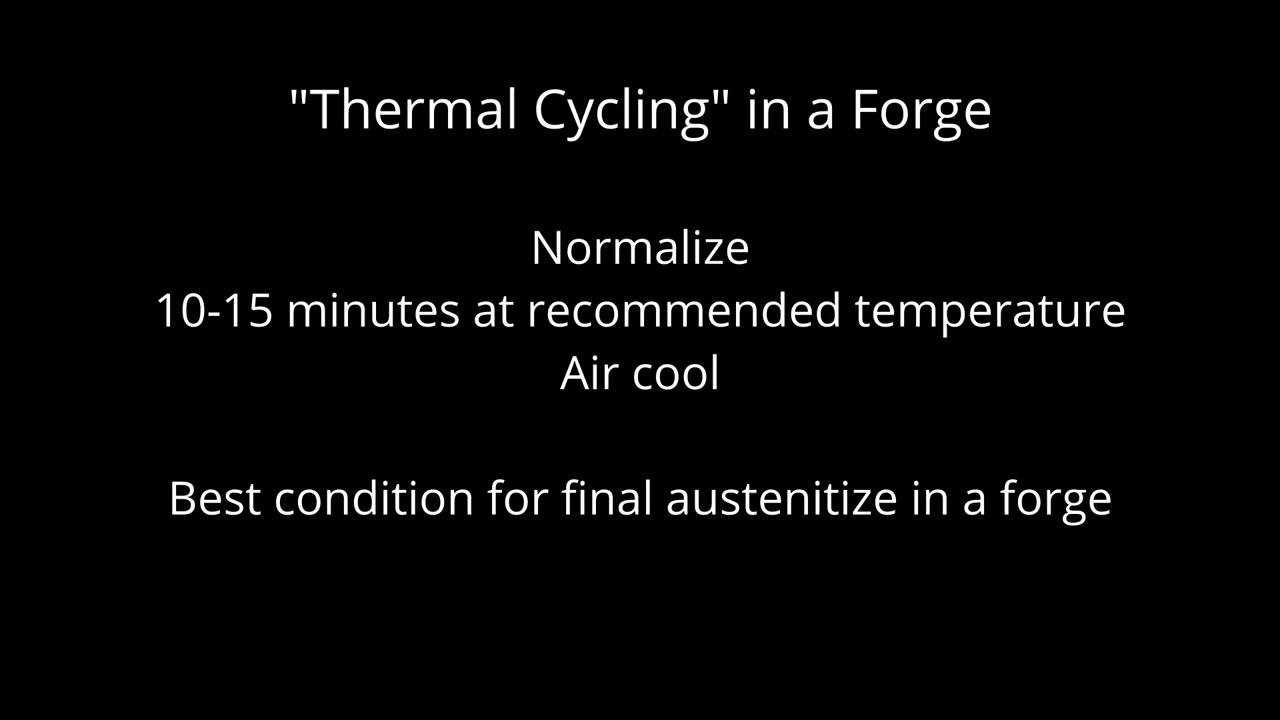 "Thermal Cycling" in a Forge
Normalize
10-15 minutes at recommended temperature
Air cool
Best condition for final austenitize in a forge